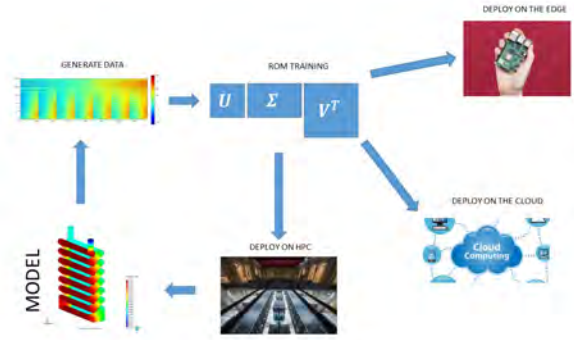 DEPLOY ON THE EDGE
GENERATE DATA
ROM TRAINING
U
Σ
V^T
DEPLOY ON THE CLOUD
Cloud
Computing
DEPLOY ON HPC
MODEL